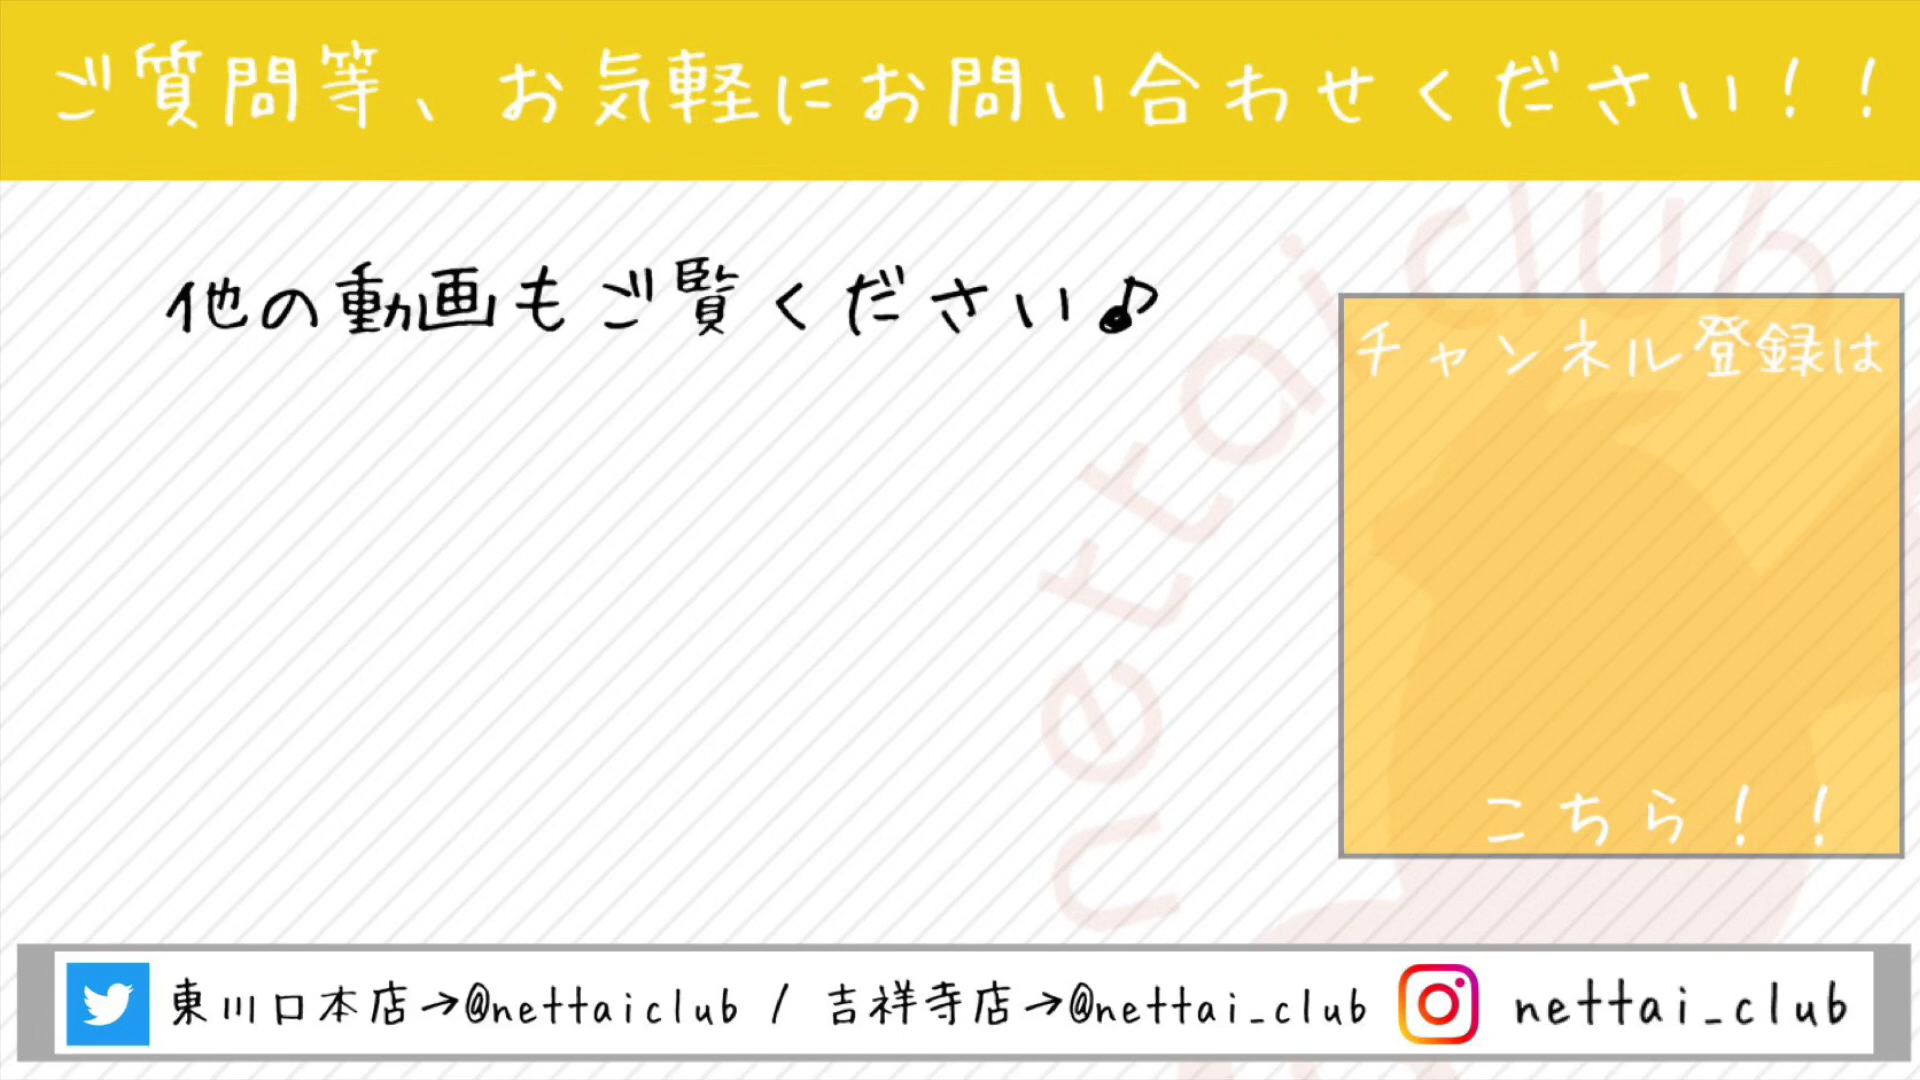 ご質問等、お気軽にお問い合わせください！！
他の動画もご覧ください♪
nettaiclub
チャンネル登録は
こちら！！
東川口本店→@nettaiclub / 吉祥寺店→@nettai_club
nettai_club